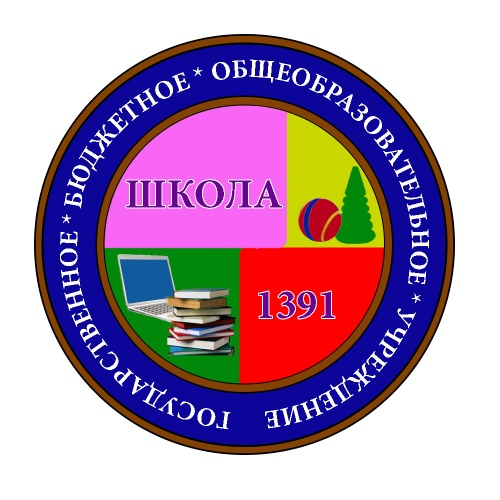 ГОСУДАРСТВЕННОЕ * БЮДЖЕТНОЕ * ОБЩЕОБРАЗОВАТЕЛЬНОЕ * УЧРЕЖДЕНИЕ
ШКОЛА
1391